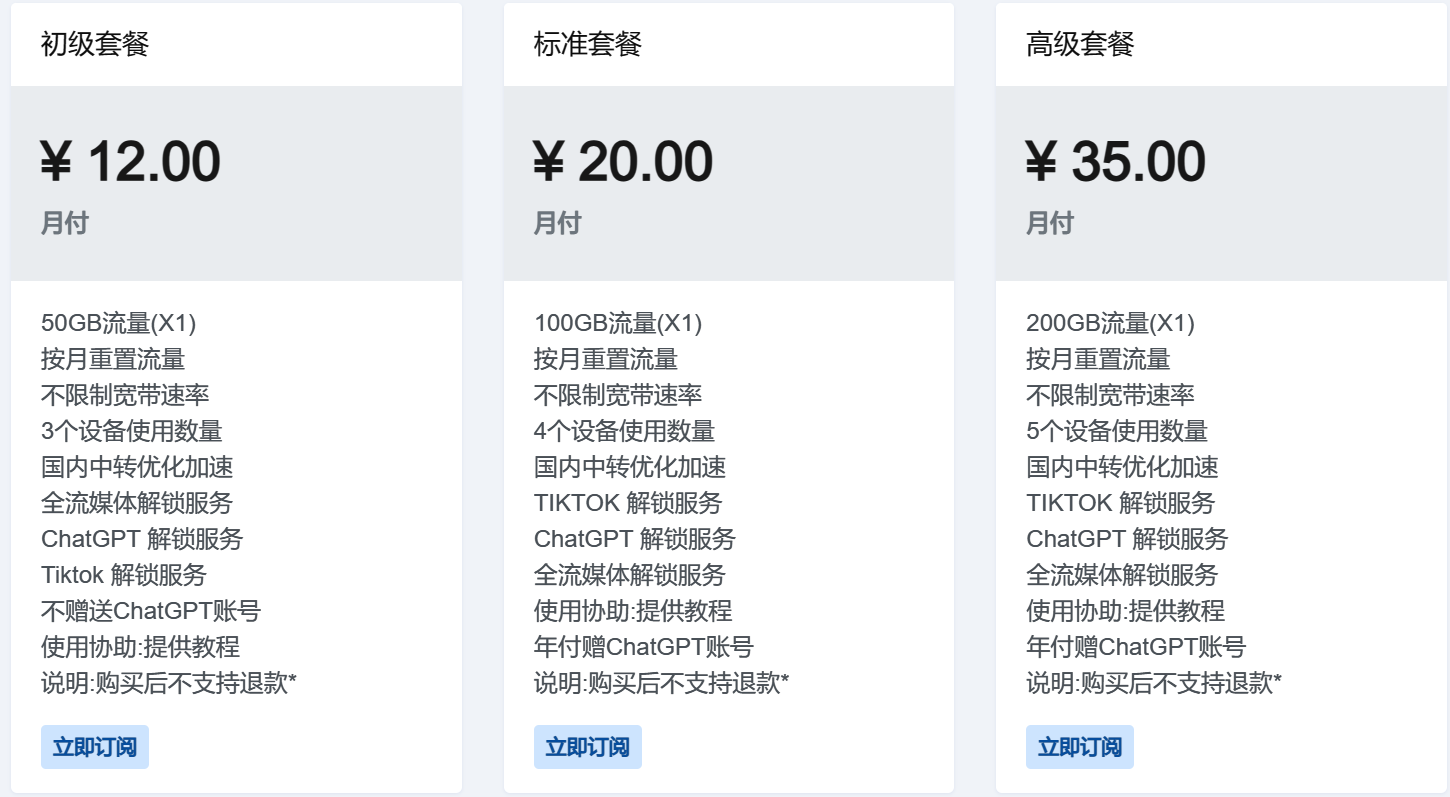 初级套餐
¥ 12.00
月付
50GB流量(X1)
按月重置流量
不限制宽带速率
3个设备使用数量
国内中转优化加速
全流媒体解锁服务
ChatGPT 解锁服务
Tiktok 解锁服务
不赠送ChatGPT账号
使用协助:提供教程
说明:购买后不支持退款*
立即订阅
标准套餐
¥ 20.00
月付
100GB流量(X1)
按月重置流量
不限制宽带速率
4个设备使用数量
国内中转优化加速
TIKTOK 解锁服务
ChatGPT 解锁服务
全流媒体解锁服务
使用协助:提供教程
年付赠ChatGPT账号
说明:购买后不支持退款*
立即订阅
高级套餐
¥ 35.00
月付
200GB流量(X1)
按月重置流量
不限制宽带速率
5个设备使用数量
国内中转优化加速
TIKTOK 解锁服务
ChatGPT 解锁服务
全流媒体解锁服务
使用协助:提供教程
年付赠ChatGPT账号
说明:购买后不支持退款*
立即订阅